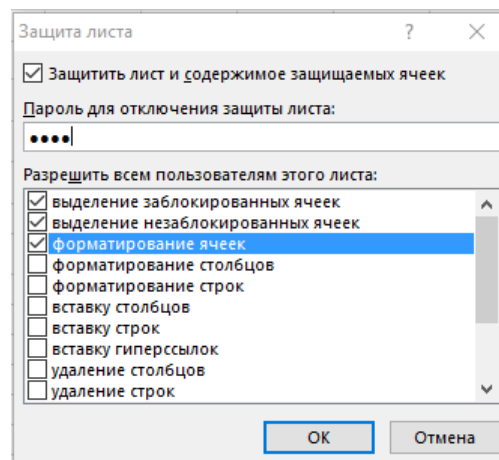 Защита листа ?
Защитить лист и содержимое защищаемых ячеек
Пароль для отключения защиты листа:
••••
Разрешить всем пользователям этого листа:
выделение заблокированных ячеек
выделение незаблокированных ячеек
форматирование ячеек
форматирование столбцов
форматирование строк
вставку столбцов
вставку строк
вставку гиперссылок
удаление столбцов
удаление строк
ОК Отмена